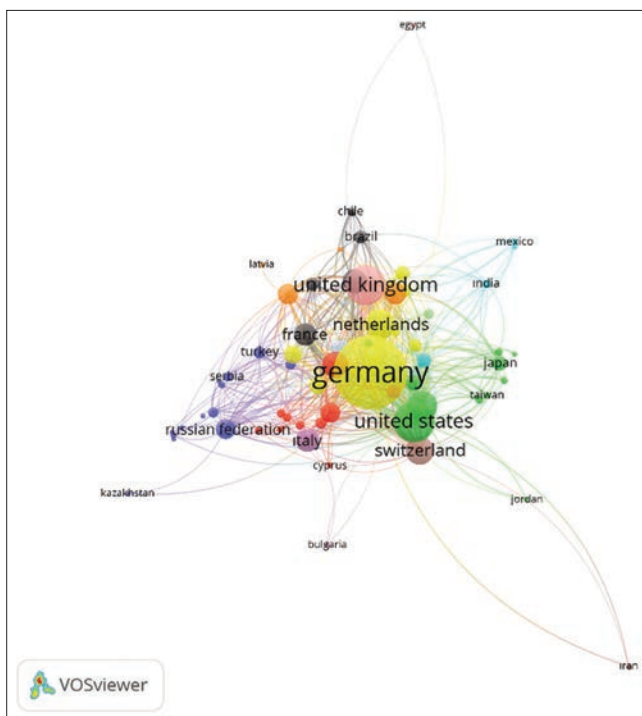 egypt
chile
brazil
mexico
latvia
india
united kingdom
netherlands
france
turkey
japan
germany
serbia
taiwan
united states
russian federation
italy
switzerland
cyprus
kazakhstan
jordan
bulgaria
iran
VOSviewer